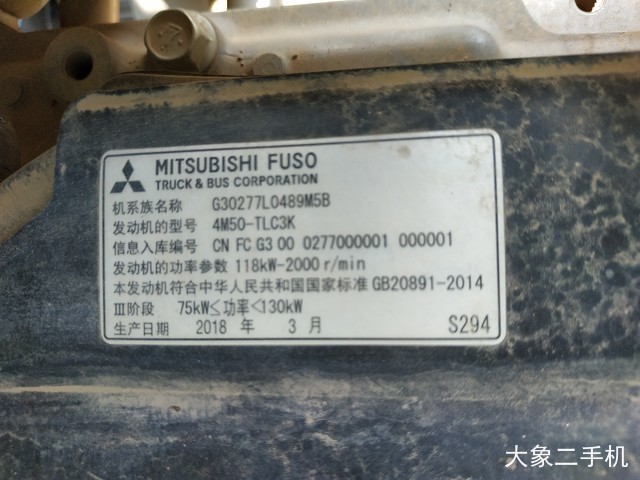 MITSUBISHI FUSO
TRUCK & BUS CORPORATION
机系族名称 G30277L0489M5B
发动机的型号 4M50-TLC3K
信息入库编号 CN FC G3 00 0277000001 000001
发动机的功率参数 118kW-2000 r/min
本发动机符合中华人民共和国国家标准 GB20891-2014
III阶段 75kW≤功率<130kW
生产日期 2018 年 3 月 S294
大象二手机